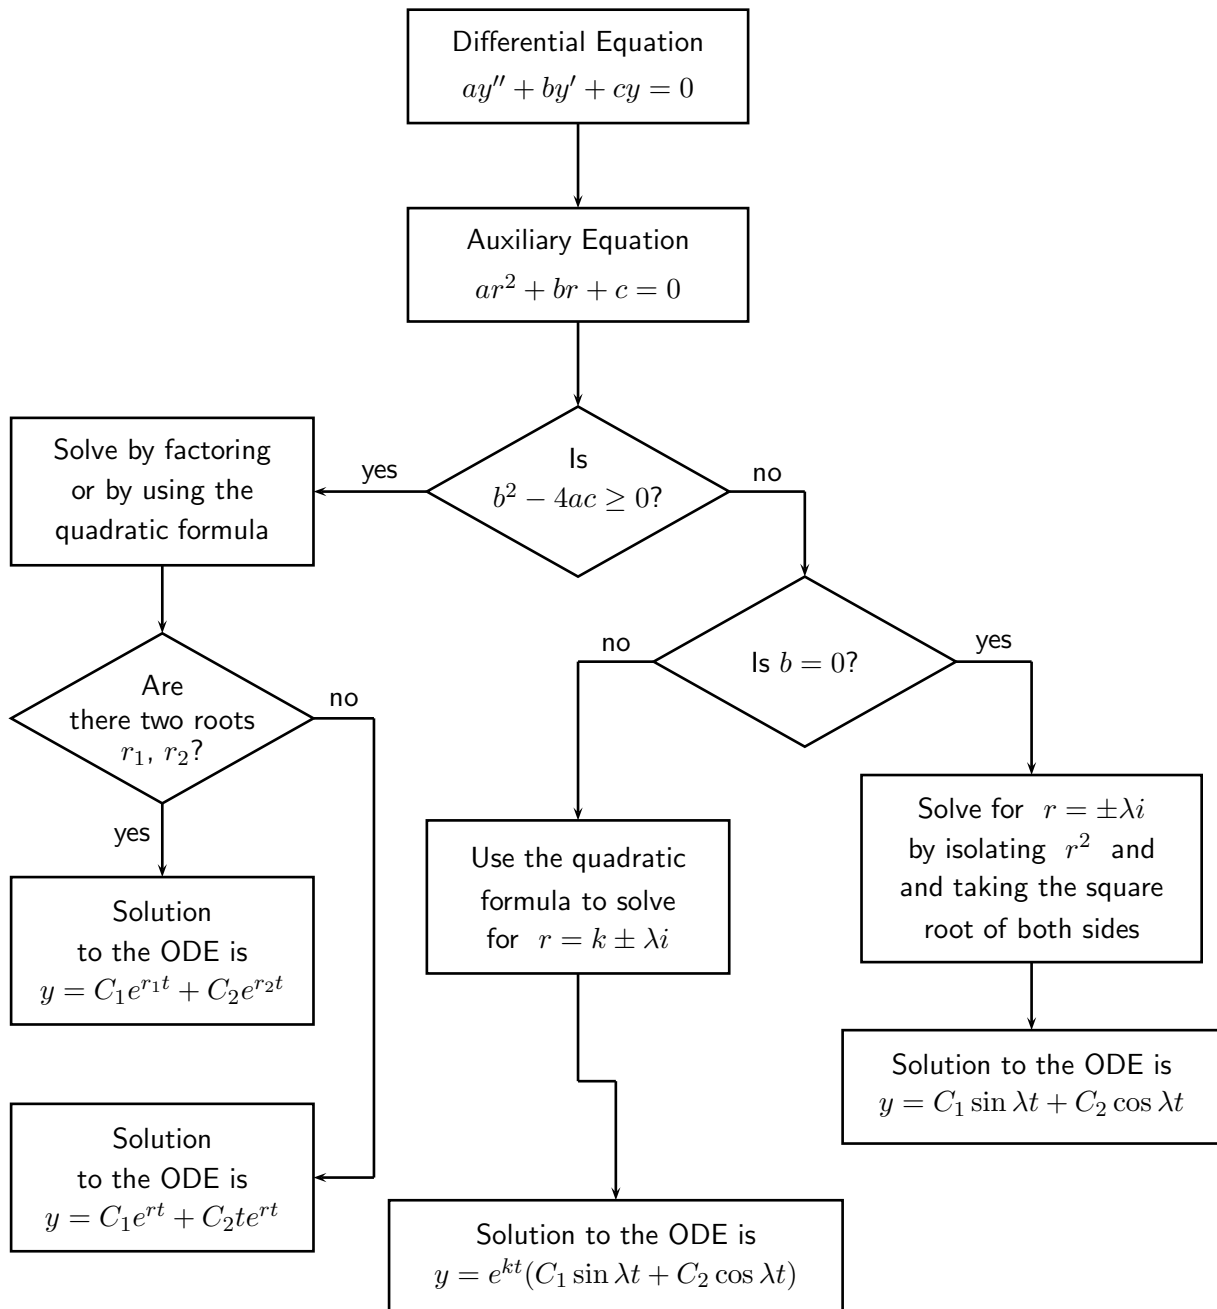 Differential Equation
ay′′ + by′ + cy = 0
Auxiliary Equation
ar² + br + c = 0
Is
b² − 4ac ≥ 0?
yes
no
Solve by factoring
or by using the
quadratic formula
Is b = 0?
no
yes
Are
there two roots
r₁, r₂?
no
yes
Solution
to the ODE is
y = C₁e^{r₁t} + C₂e^{r₂t}
Solution
to the ODE is
y = C₁e^{rt} + C₂te^{rt}
Use the quadratic
formula to solve
for r = k ± λi
Solution to the ODE is
y = e^{kt}(C₁ sin λt + C₂ cos λt)
Solve for r = ±λi
by isolating r² and
and taking the square
root of both sides
Solution to the ODE is
y = C₁ sin λt + C₂ cos λt